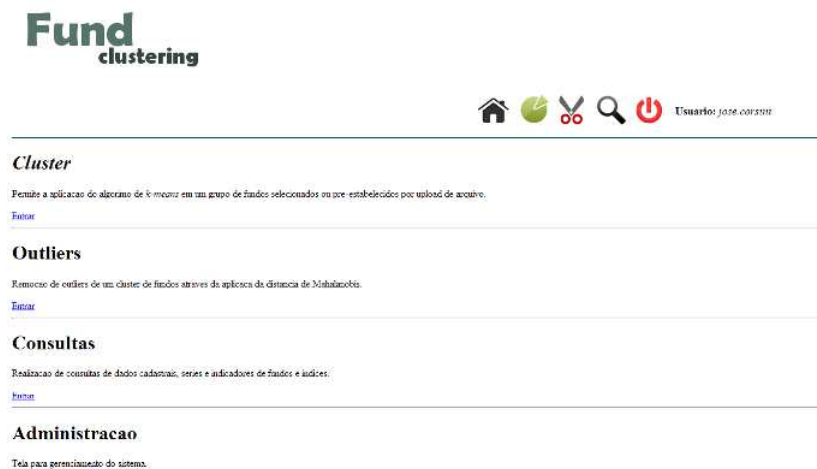 Fund
clustering
Usuario: jose.corsini
Cluster
Permite a aplicacao do algorimo de k-means em um grupo de fundos selecionados ou pre-estabelecidos por upload de arquivo.
Entrar
Outliers
Remocao de outliers de um cluster de fundos atraves da aplicaca da distancia de Mahalanobis.
Entrar
Consultas
Realizacao de consultas de dados cadastrais, series e indicadores de fundos e indices.
Entrar
Administracao
Tela para gerenciamento do sistema.